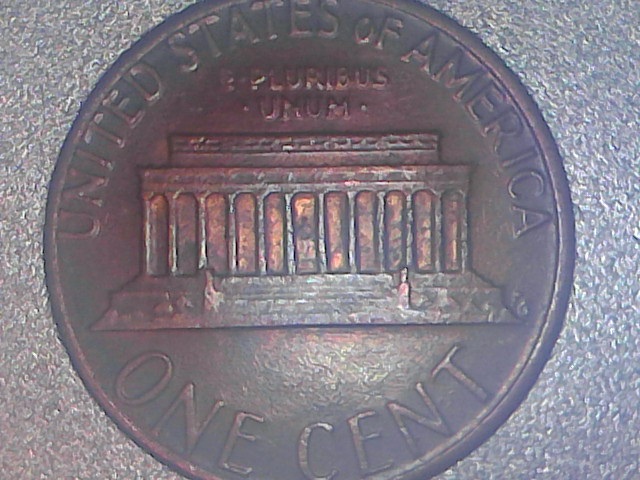 UNITED STATES OF AMERICA
E PLURIBUS
· UNUM ·
ONE CENT